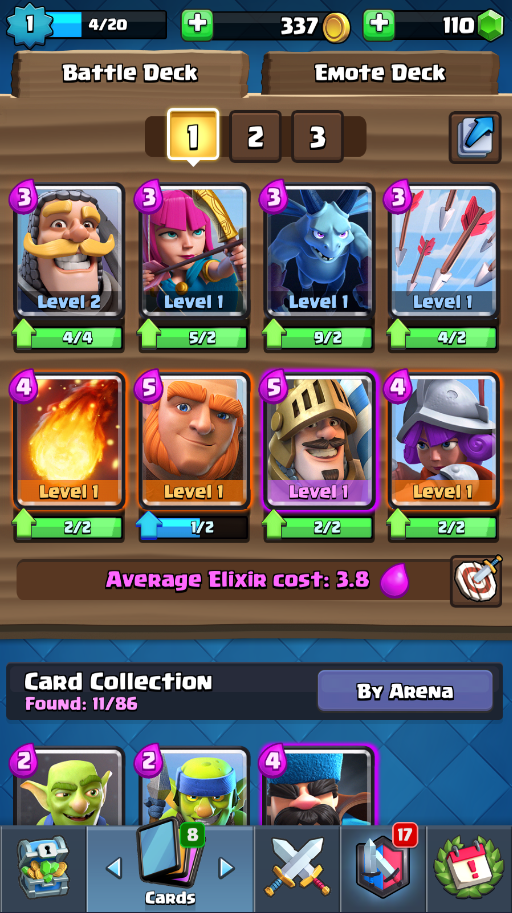 1 4/20 337 110
Battle Deck Emote Deck
1 2 3
3 3 3 3
Level 2 Level 1 Level 1 Level 1
4/4 5/2 9/2 4/2
4 5 5 4
Level 1 Level 1 Level 1 Level 1
2/2 1/2 2/2 2/2
Average Elixir cost: 3.8
Card Collection
Found: 11/86
By Arena
2 2 4
8 17
Cards